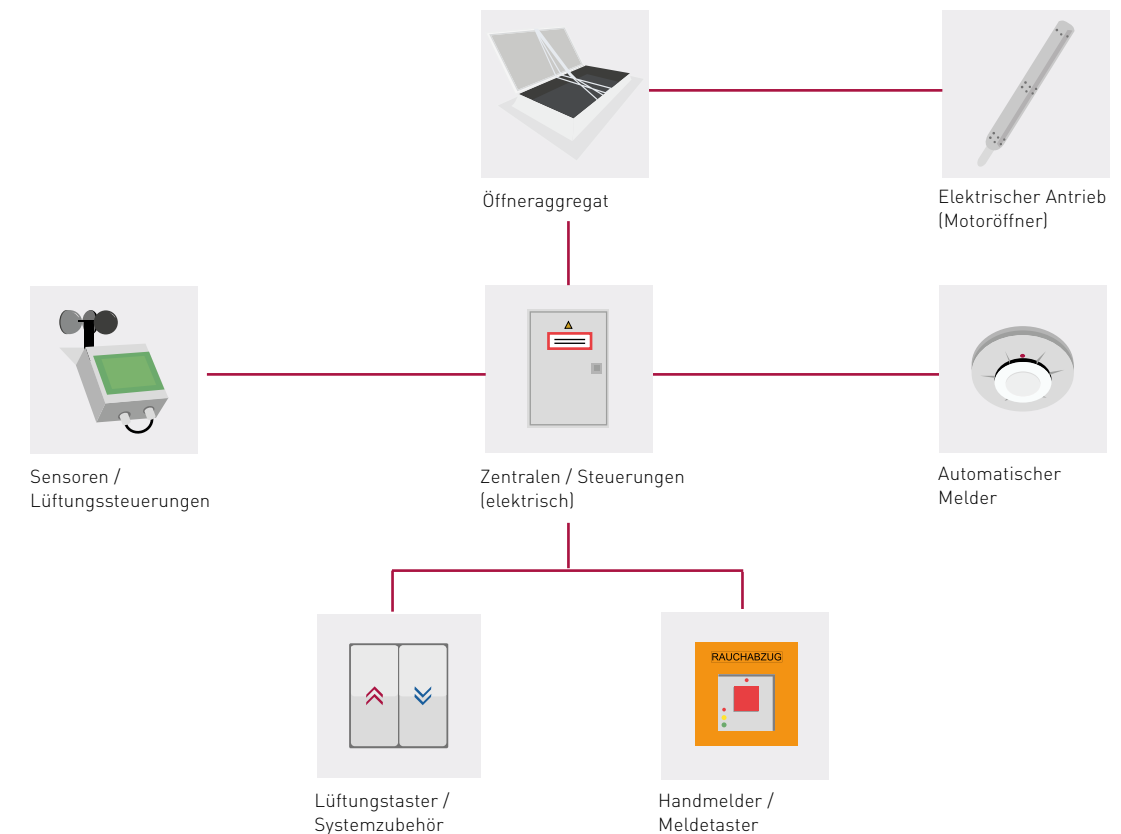 Öffneraggregat
Elektrischer Antrieb
(Motoröffner)
Sensoren /
Lüftungssteuerungen
Zentralen / Steuerungen
(elektrisch)
Automatischer
Melder
RAUCHABZUG
Lüftungstaster /
Systemzubehör
Handmelder /
Meldetaster